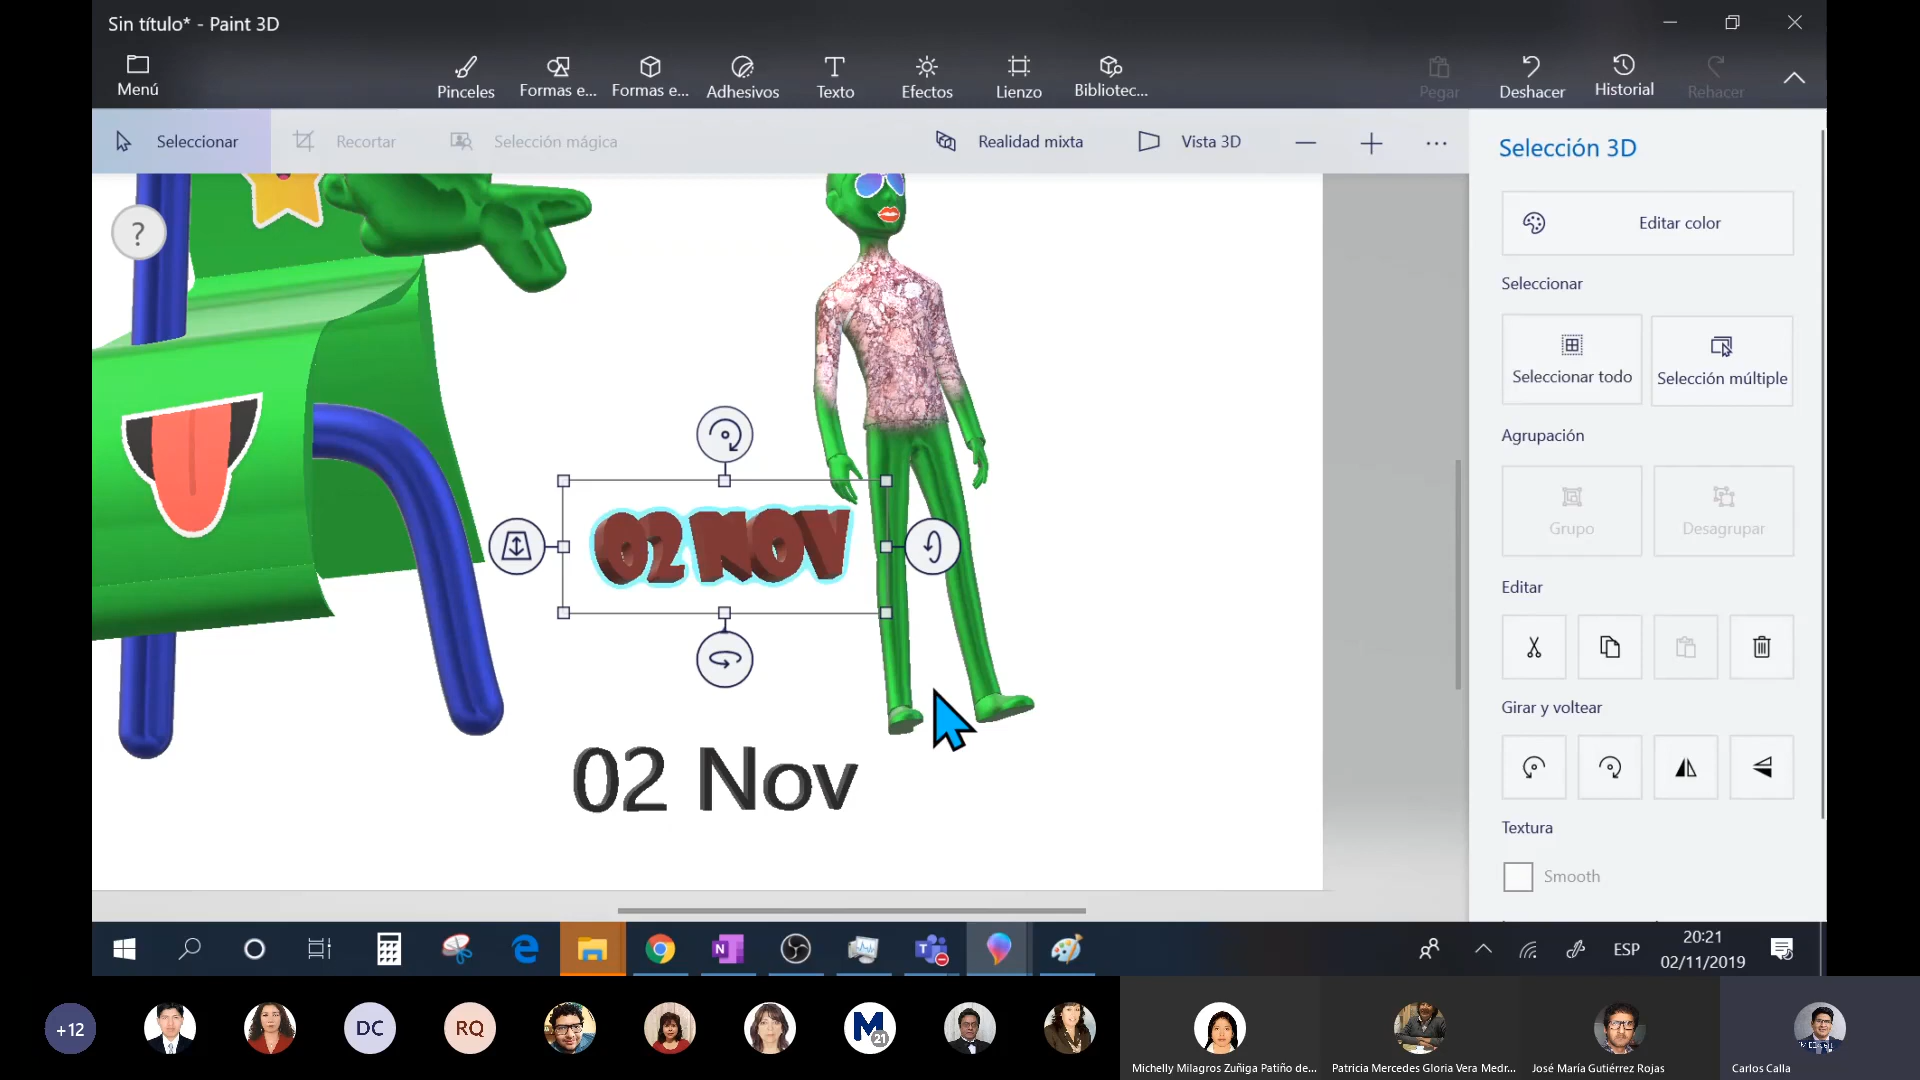 Sin título* - Paint 3D
Menú
Pinceles
Formas e...
Formas e...
Adhesivos
Texto
Efectos
Lienzo
Bibliotec...
Pegar
Deshacer
Historial
Rehacer
Seleccionar
Recortar
Selección mágica
Realidad mixta
Vista 3D
Selección 3D
?
Editar color
Seleccionar
Seleccionar todo
Selección múltiple
Agrupación
Grupo
Desagrupar
Editar
02 NOV
Girar y voltear
02 Nov
Textura
Smooth
ESP
20:21
02/11/2019
+12
DC
RQ
M
21
Michelly Milagros Zuñiga Patiño de...
Patricia Mercedes Gloria Vera Medr...
José María Gutiérrez Rojas
Carlos Calla